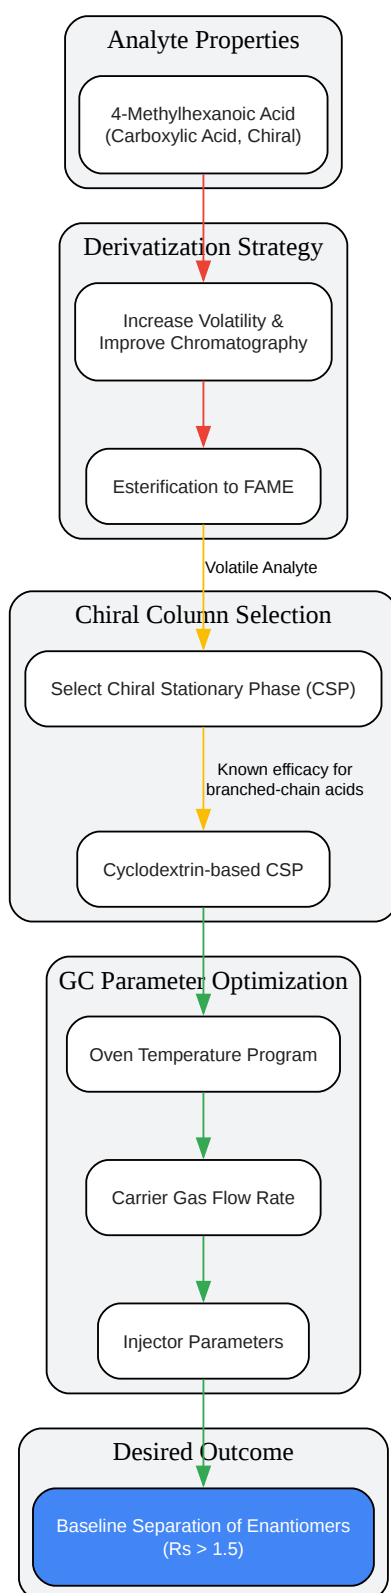 Analyte Properties
4-Methylhexanoic Acid
(Carboxylic Acid, Chiral)
Derivatization Strategy
Increase Volatility &
Improve Chromatography
Esterification to FAME
Volatile Analyte
Chiral Column Selection
Select Chiral Stationary Phase (CSP)
Known efficacy for
branched-chain acids
Cyclodextrin-based CSP
GC Parameter Optimization
Oven Temperature Program
Carrier Gas Flow Rate
Injector Parameters
Desired Outcome
Baseline Separation of Enantiomers
(Rs > 1.5)